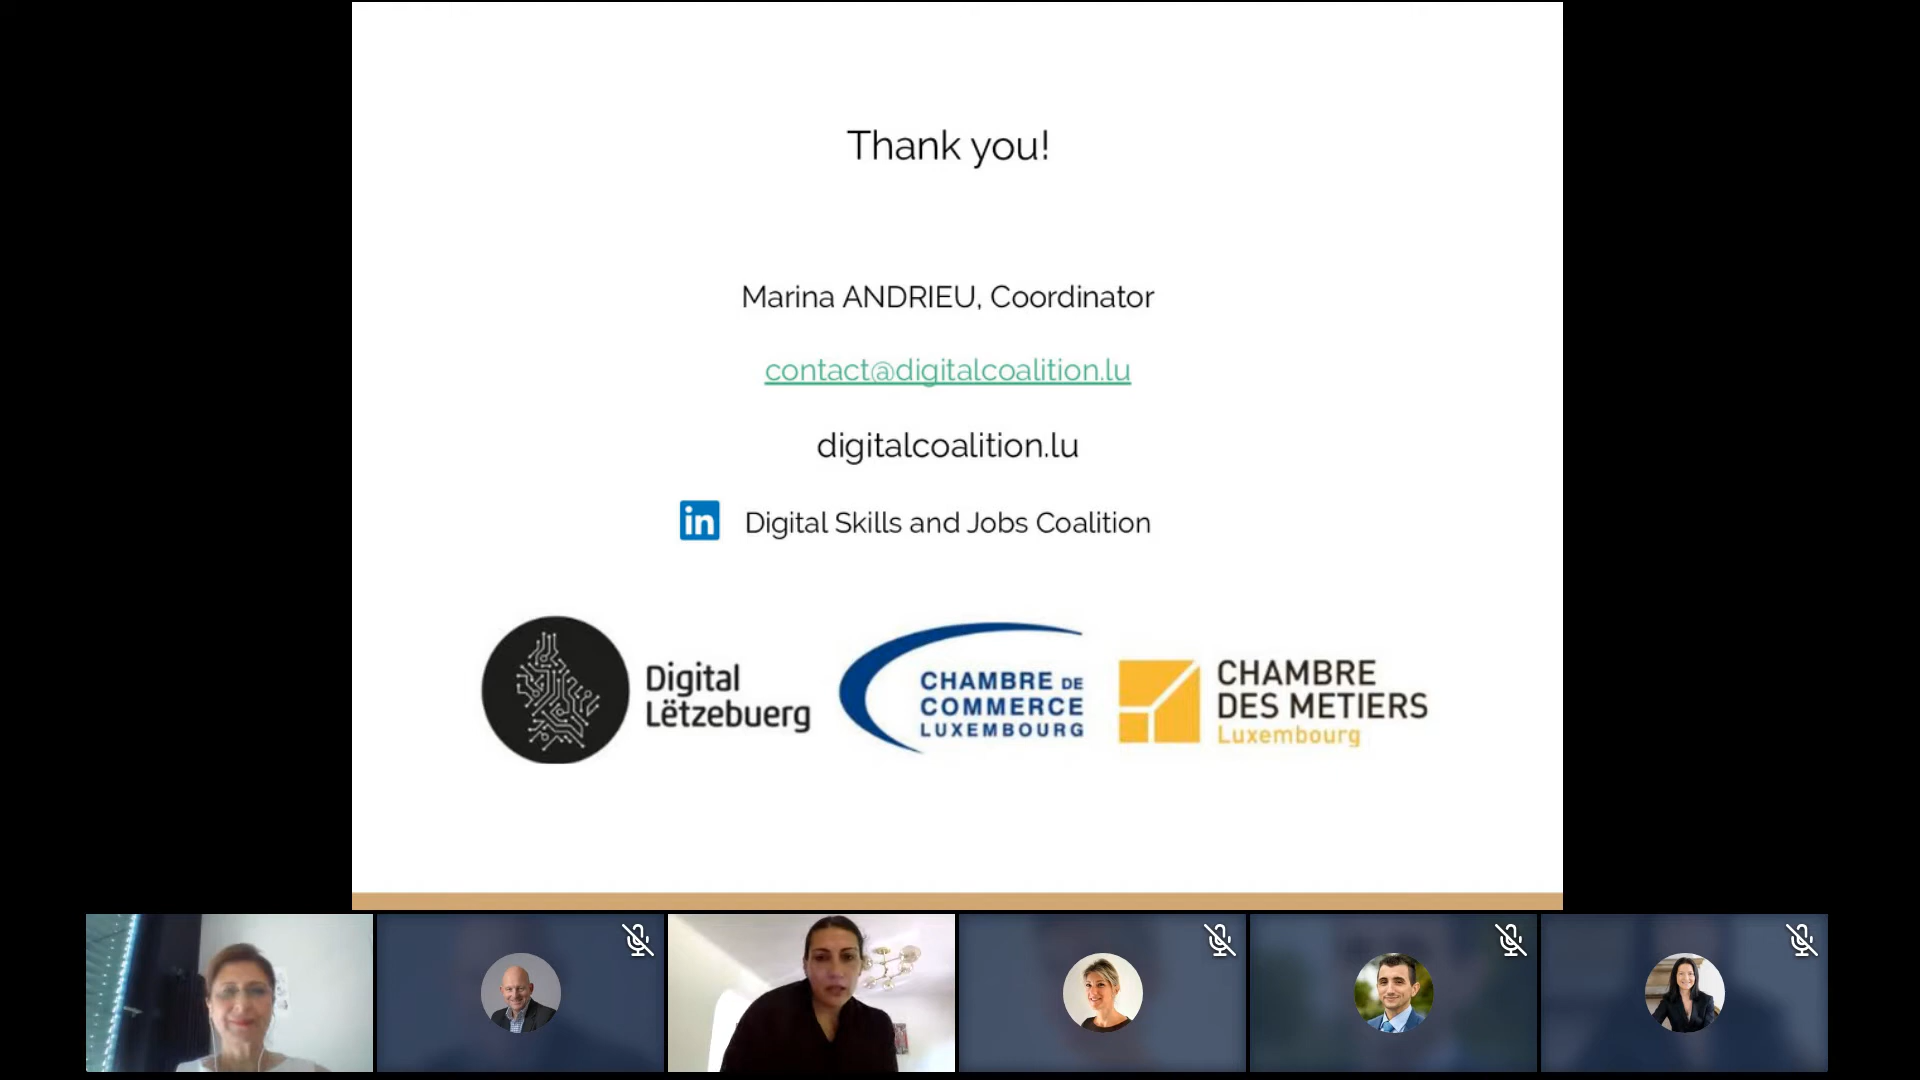 Thank you!
Marina ANDRIEU, Coordinator
contact@digitalcoalition.lu
digitalcoalition.lu
in Digital Skills and Jobs Coalition
Digital
Lëtzebuerg
CHAMBRE DE
COMMERCE
LUXEMBOURG
CHAMBRE
DES METIERS
Luxembourg